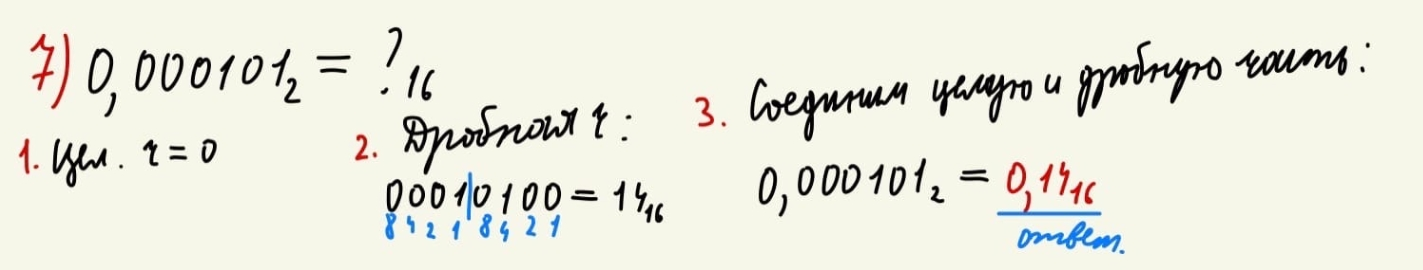 7) 0,000101₂ = ?₁₆
1. Цел. ч = 0
2. Дробная ч:
0001|0100 = 14₁₆
8 4 2 1 8 4 2 1
3. Соединим целую и дробную часть:
0,000101₂ = 0,14₁₆
ответ.